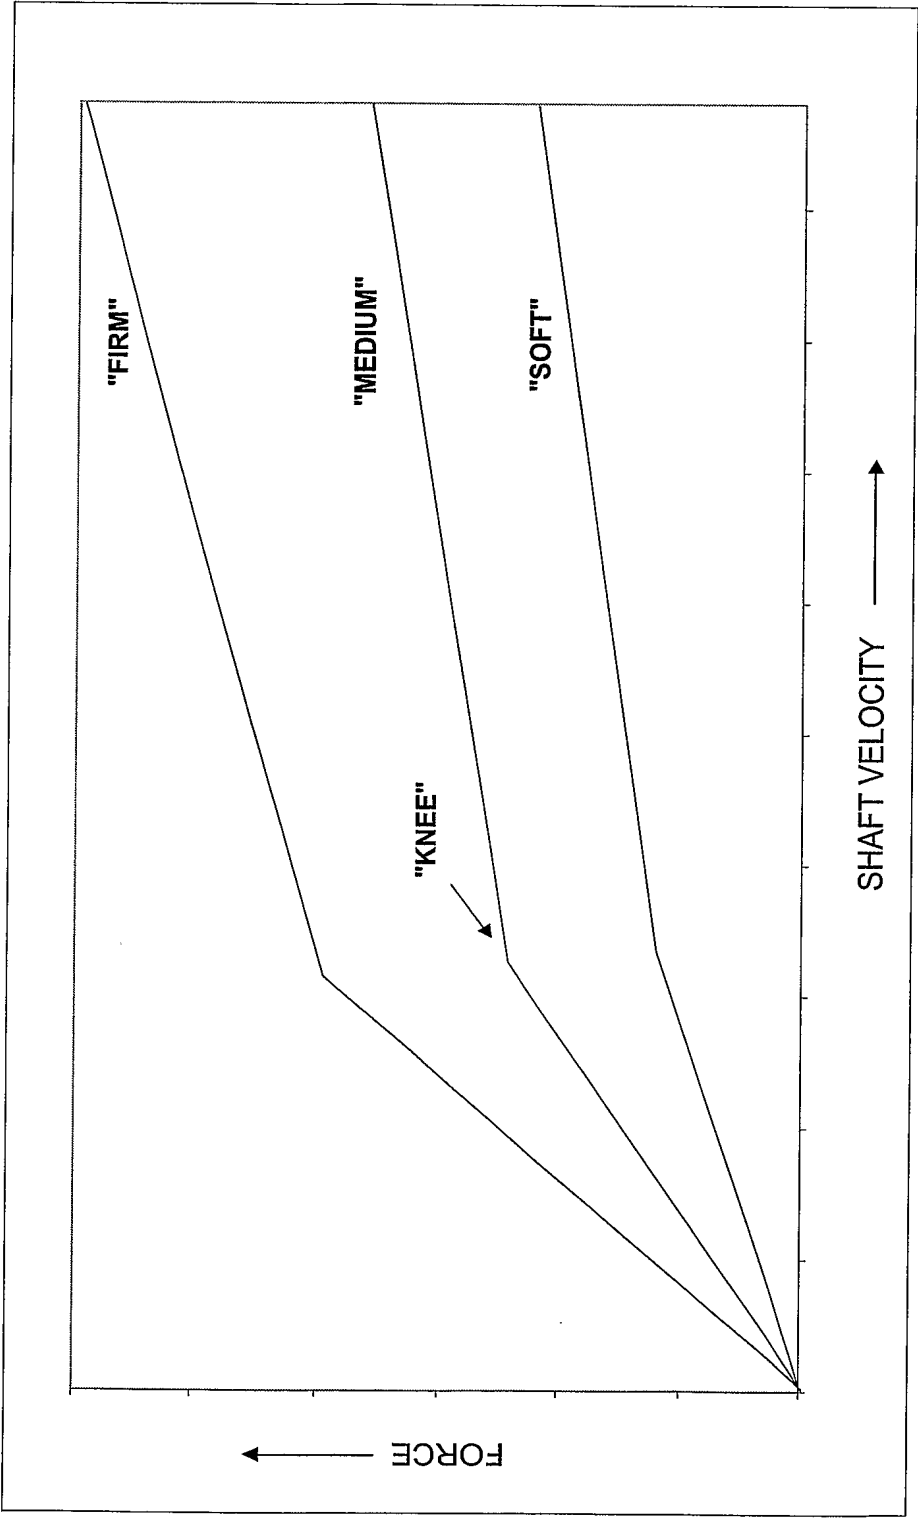 "FIRM"
"MEDIUM"
"KNEE"
"SOFT"
FORCE
SHAFT VELOCITY